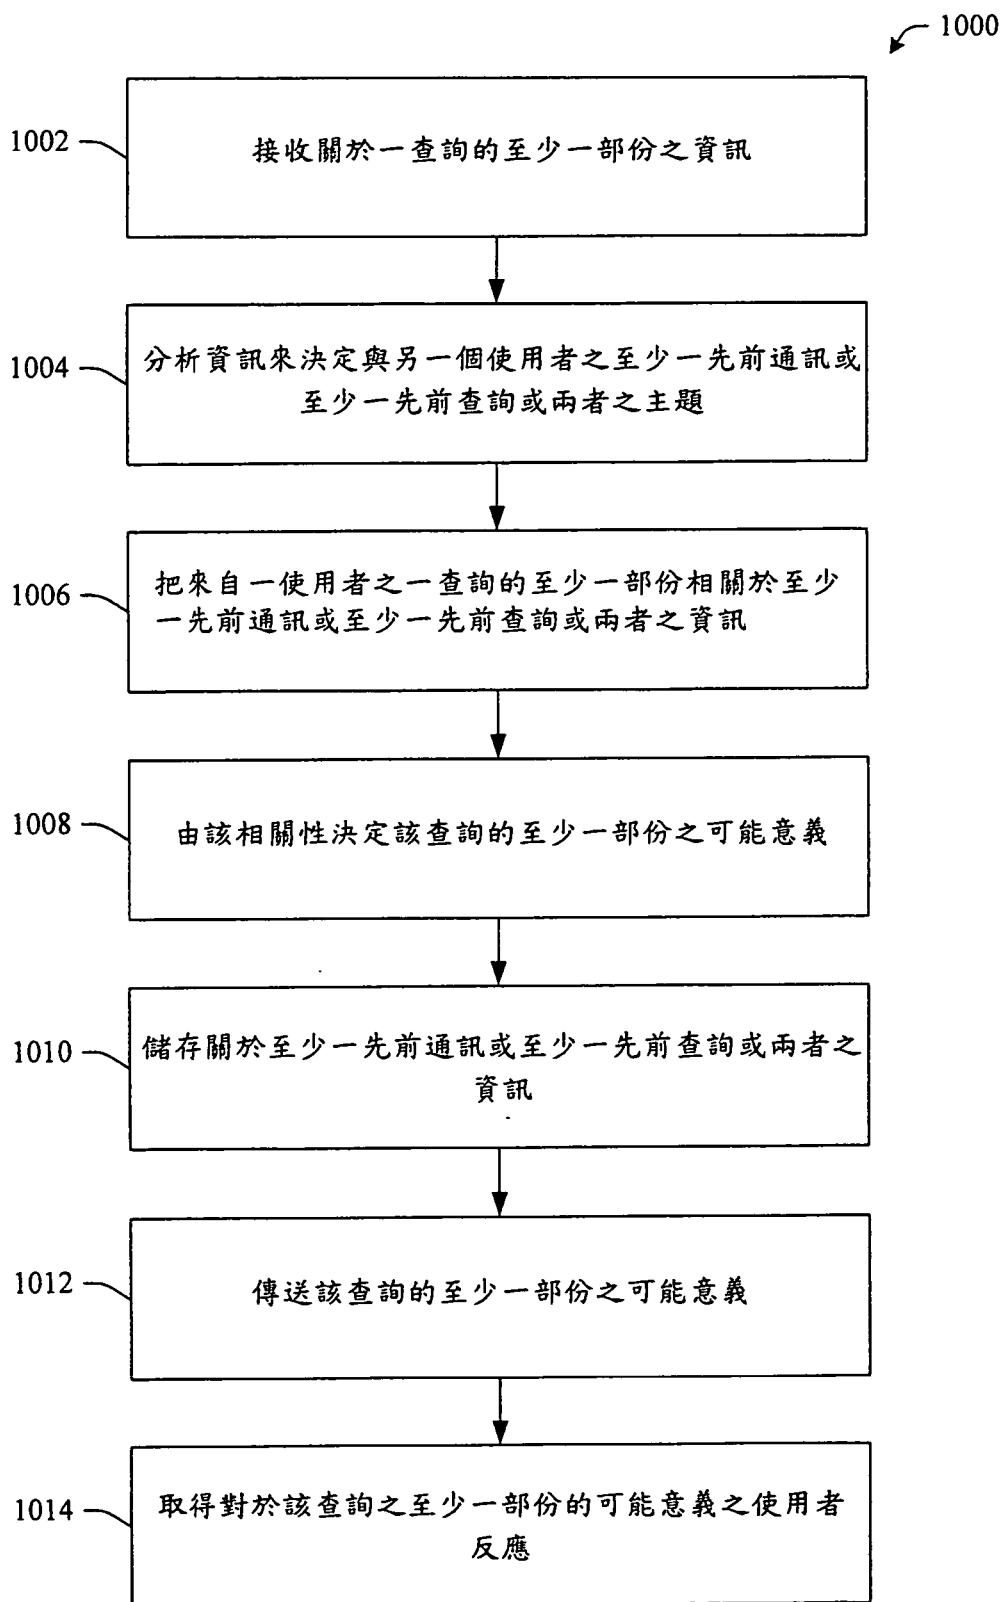 1000
1002
接收關於一查詢的至少一部份之資訊
1004
分析資訊來決定與另一個使用者之至少一先前通訊或
至少一先前查詢或兩者之主題
1006
把來自一使用者之一查詢的至少一部份相關於至少
一先前通訊或至少一先前查詢或兩者之資訊
1008
由該相關性決定該查詢的至少一部份之可能意義
1010
儲存關於至少一先前通訊或至少一先前查詢或兩者之
資訊
1012
傳送該查詢的至少一部份之可能意義
1014
取得對於該查詢之至少一部份的可能意義之使用者
反應